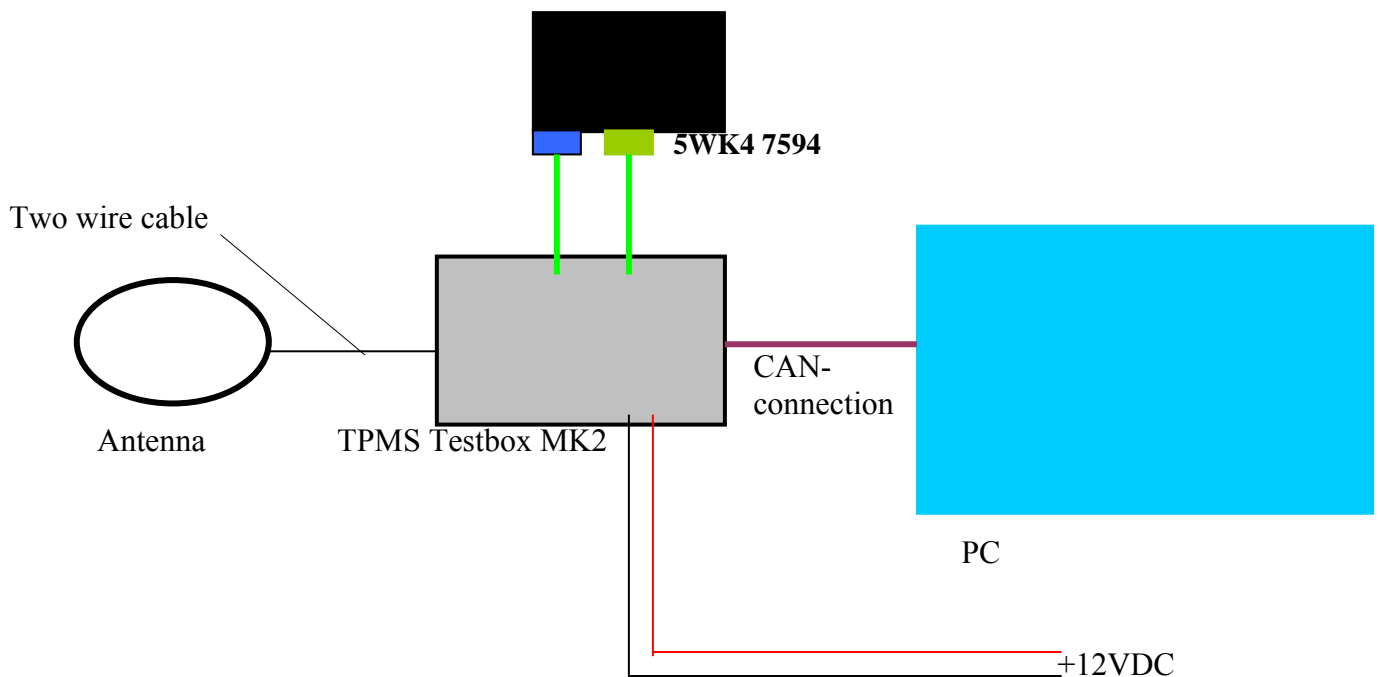 5WK4 7594
Two wire cable
CAN-
connection
Antenna
TPMS Testbox MK2
PC
+12VDC